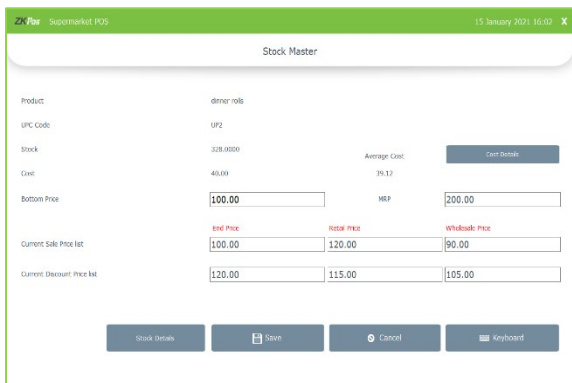 ZKPos Supermarket POS 15 January 2021 16:02 X
Stock Master
Product dinner rolls
UPC Code UP2
Stock 328.0000
Average Cost Cost Details
Cost 40.00 39.12
Bottom Price 100.00 MRP 200.00
End Price Retail Price Wholesale Price
Current Sale Price list 100.00 120.00 90.00
Current Discount Price list 120.00 115.00 105.00
Stock Details Save Cancel Keyboard